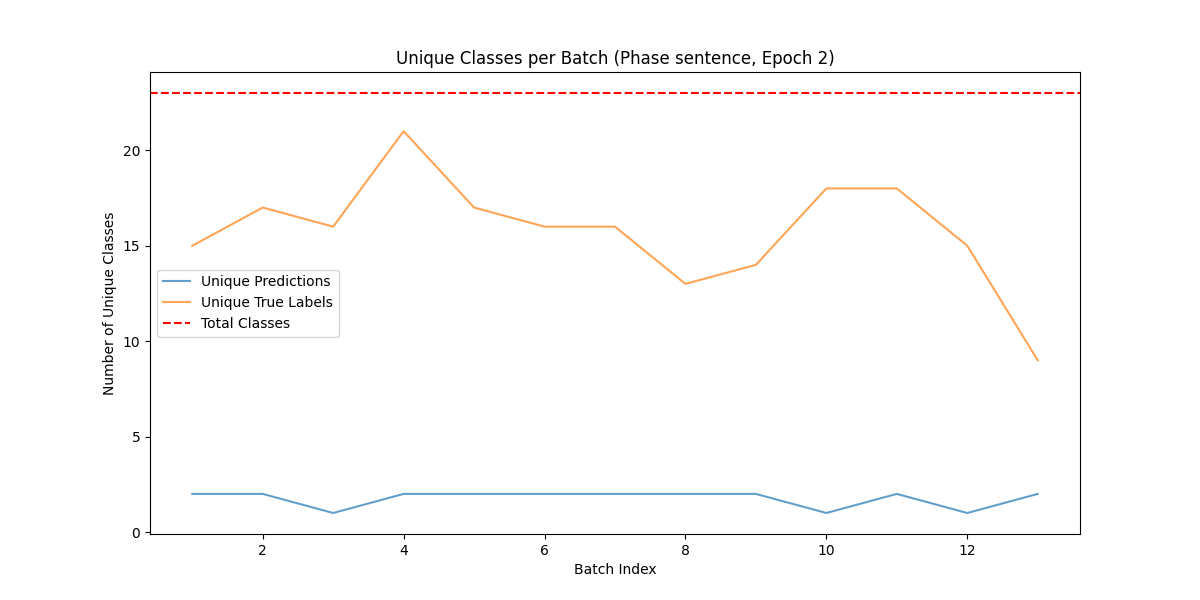 Unique Classes per Batch (Phase sentence, Epoch 2)
Number of Unique Classes
20
15
10
5
0
Unique Predictions
Unique True Labels
Total Classes
2 4 6 8 10 12
Batch Index